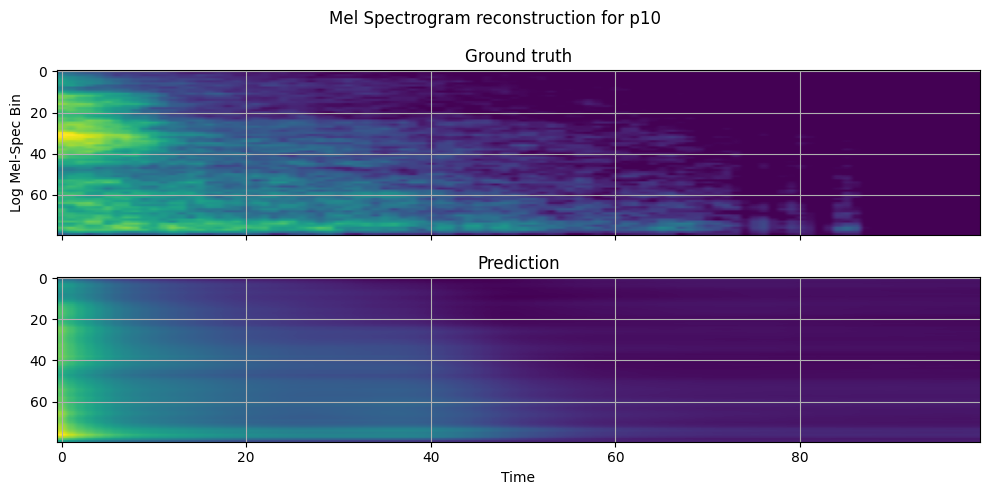 Mel Spectrogram reconstruction for p10
Ground truth
0
20
40
60
Log Mel-Spec Bin
Prediction
0
20
40
60
0 20 40 60 80
Time